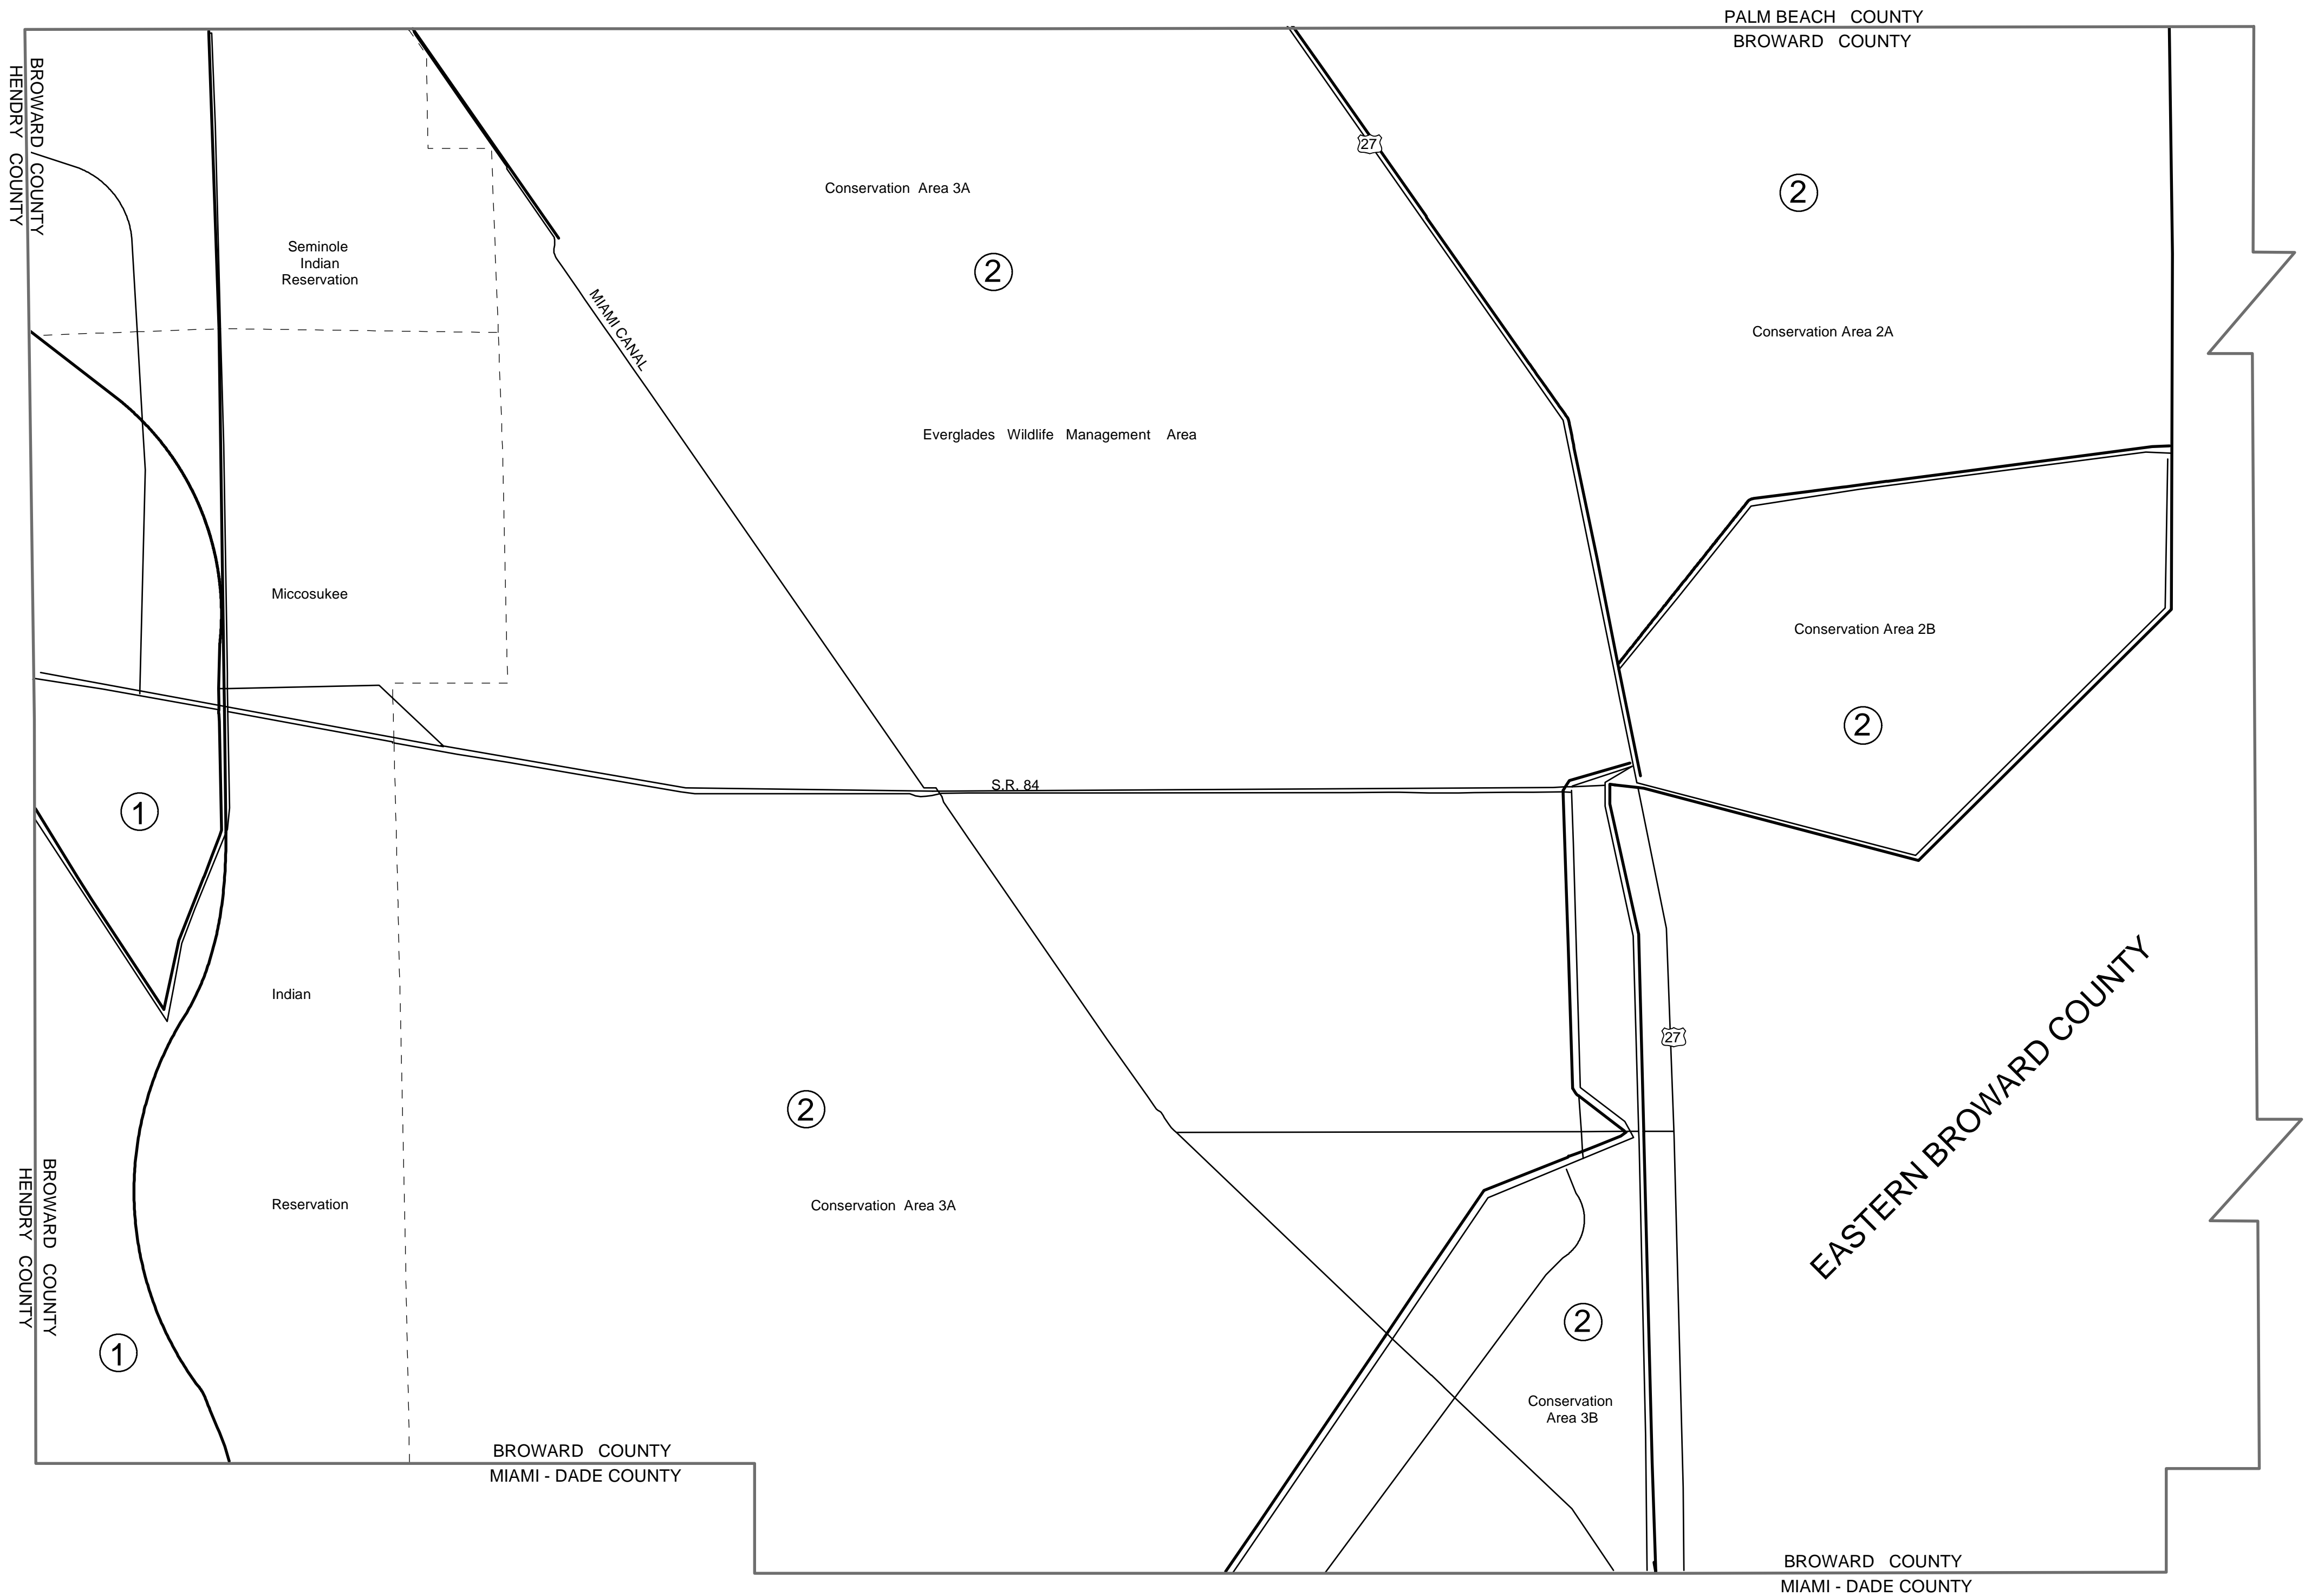 PALM BEACH COUNTY
BROWARD COUNTY
BROWARD COUNTY
HENDRY COUNTY
27
Conservation Area 3A
2
2
Seminole
Indian
Reservation
2
MIAMI CANAL
Conservation Area 2A
Everglades Wildlife Management Area
Miccosukee
Conservation Area 2B
2
S.R. 84
1
Indian
27
EASTERN BROWARD COUNTY
2
Reservation
Conservation Area 3A
BROWARD COUNTY
HENDRY COUNTY
2
1
Conservation
Area 3B
BROWARD COUNTY
MIAMI - DADE COUNTY
BROWARD COUNTY
MIAMI - DADE COUNTY